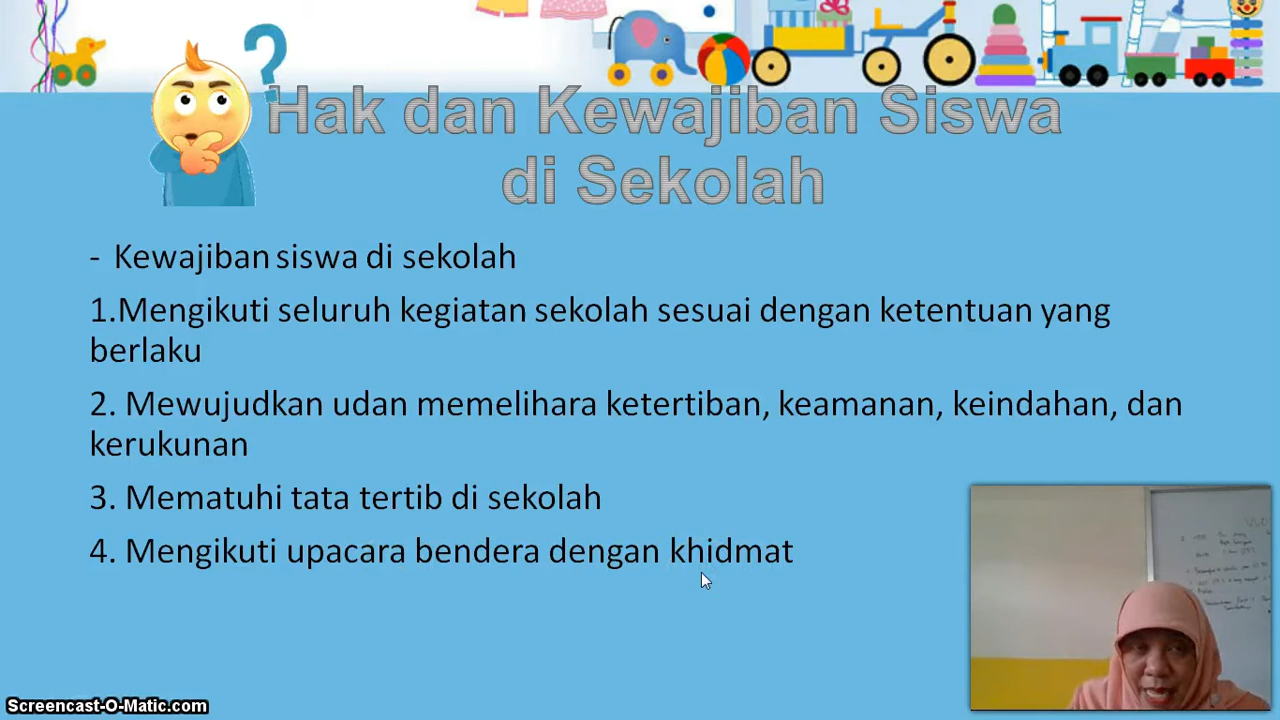 Hak dan Kewajiban Siswa
di Sekolah
- Kewajiban siswa di sekolah
1.Mengikuti seluruh kegiatan sekolah sesuai dengan ketentuan yang
berlaku
2. Mewujudkan udan memelihara ketertiban, keamanan, keindahan, dan
kerukunan
3. Mematuhi tata tertib di sekolah
4. Mengikuti upacara bendera dengan khidmat
Screencast-O-Matic.com